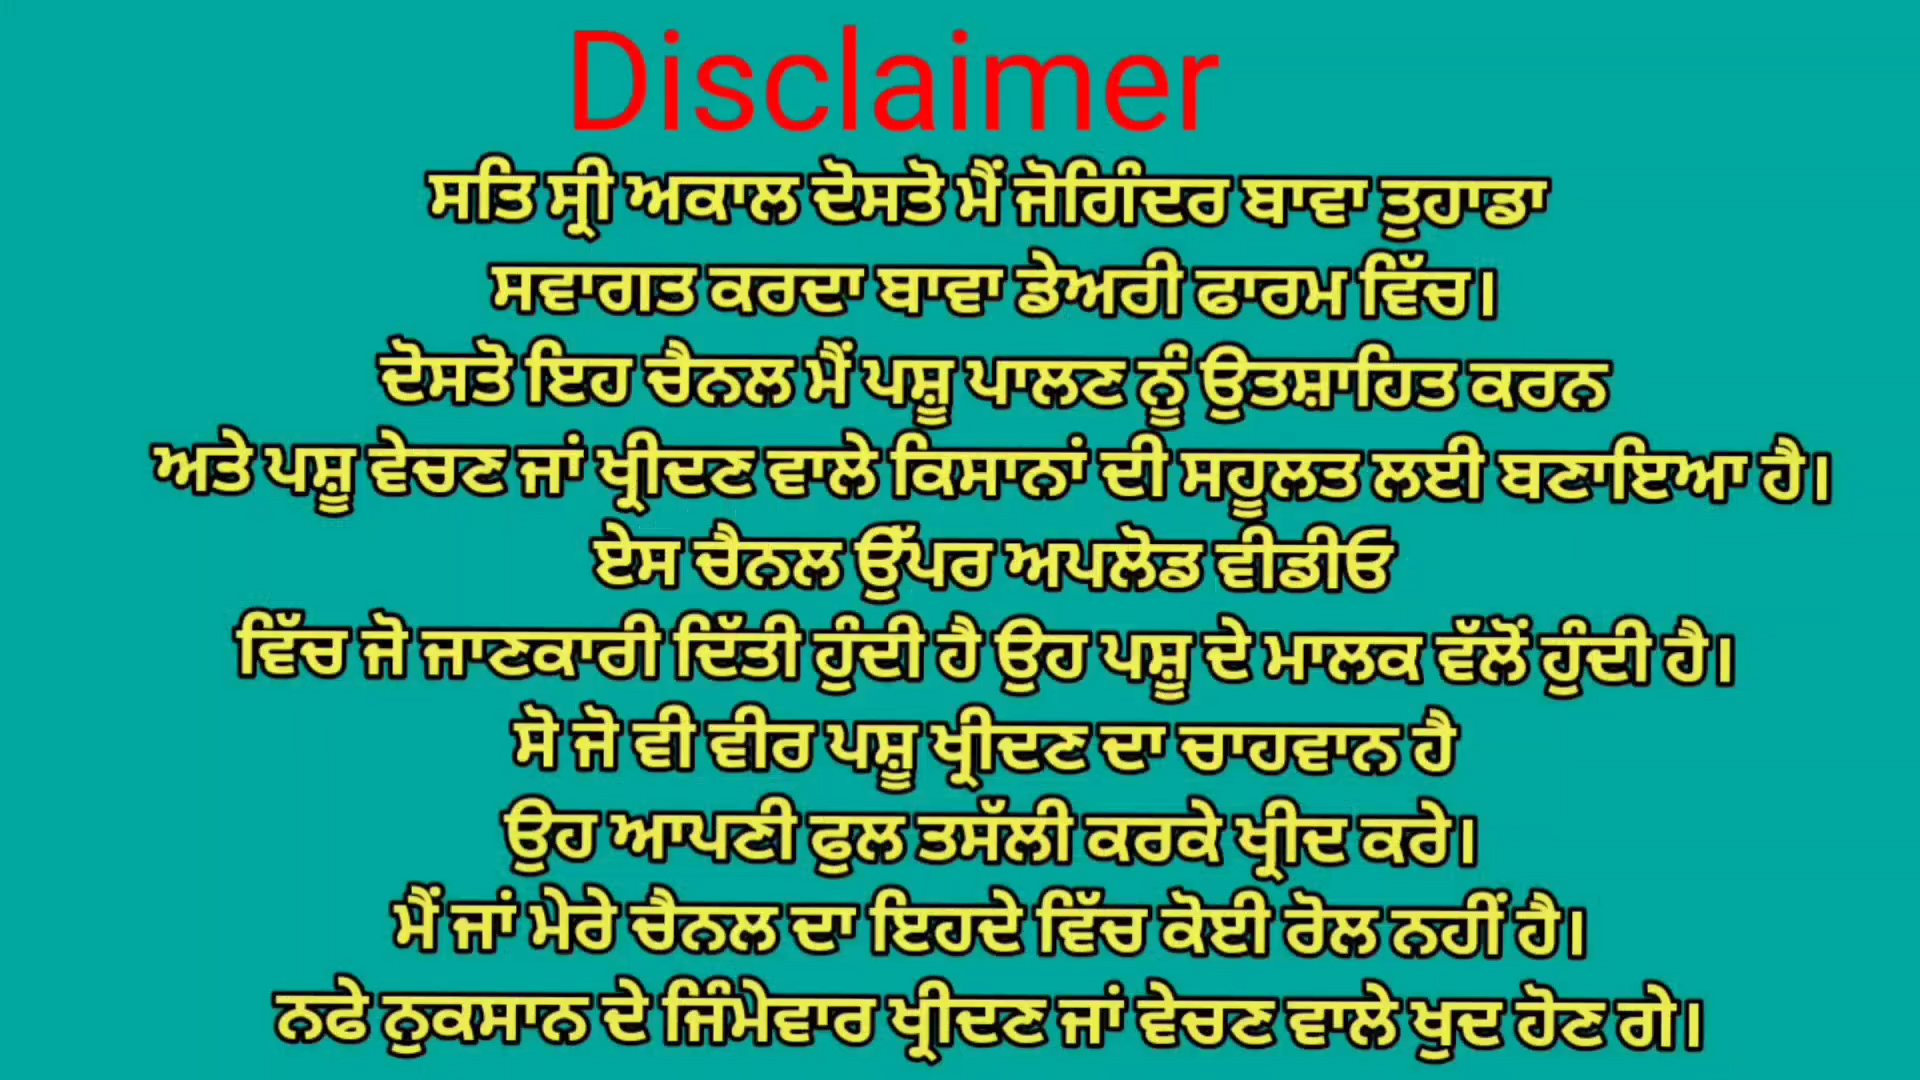 Disclaimer
ਸਤਿ ਸ੍ਰੀ ਅਕਾਲ ਦੋਸਤੋ ਮੈਂ ਜੋਗਿੰਦਰ ਬਾਵਾ ਤੁਹਾਡਾ
ਸਵਾਗਤ ਕਰਦਾ ਬਾਵਾ ਡੇਅਰੀ ਫਾਰਮ ਵਿੱਚ।
ਦੋਸਤੋ ਇਹ ਚੈਨਲ ਮੈਂ ਪਸ਼ੂ ਪਾਲਣ ਨੂੰ ਉਤਸ਼ਾਹਿਤ ਕਰਨ
ਅਤੇ ਪਸ਼ੂ ਵੇਚਣ ਜਾਂ ਖ੍ਰੀਦਣ ਵਾਲੇ ਕਿਸਾਨਾਂ ਦੀ ਸਹੂਲਤ ਲਈ ਬਣਾਇਆ ਹੈ।
ਏਸ ਚੈਨਲ ਉੱਪਰ ਅਪਲੋਡ ਵੀਡੀਓ
ਵਿੱਚ ਜੋ ਜਾਣਕਾਰੀ ਦਿੱਤੀ ਹੁੰਦੀ ਹੈ ਉਹ ਪਸ਼ੂ ਦੇ ਮਾਲਕ ਵੱਲੋਂ ਹੁੰਦੀ ਹੈ।
ਸੋ ਜੋ ਵੀ ਵੀਰ ਪਸ਼ੂ ਖ੍ਰੀਦਣ ਦਾ ਚਾਹਵਾਨ ਹੈ
ਉਹ ਆਪਣੀ ਫੁਲ ਤਸੱਲੀ ਕਰਕੇ ਖ੍ਰੀਦ ਕਰੇ।
ਮੈਂ ਜਾਂ ਮੇਰੇ ਚੈਨਲ ਦਾ ਇਹਦੇ ਵਿੱਚ ਕੋਈ ਰੋਲ ਨਹੀਂ ਹੈ।
ਨਫੇ ਨੁਕਸਾਨ ਦੇ ਜਿੰਮੇਵਾਰ ਖ੍ਰੀਦਣ ਜਾਂ ਵੇਚਣ ਵਾਲੇ ਖੁਦ ਹੋਣ ਗੇ।